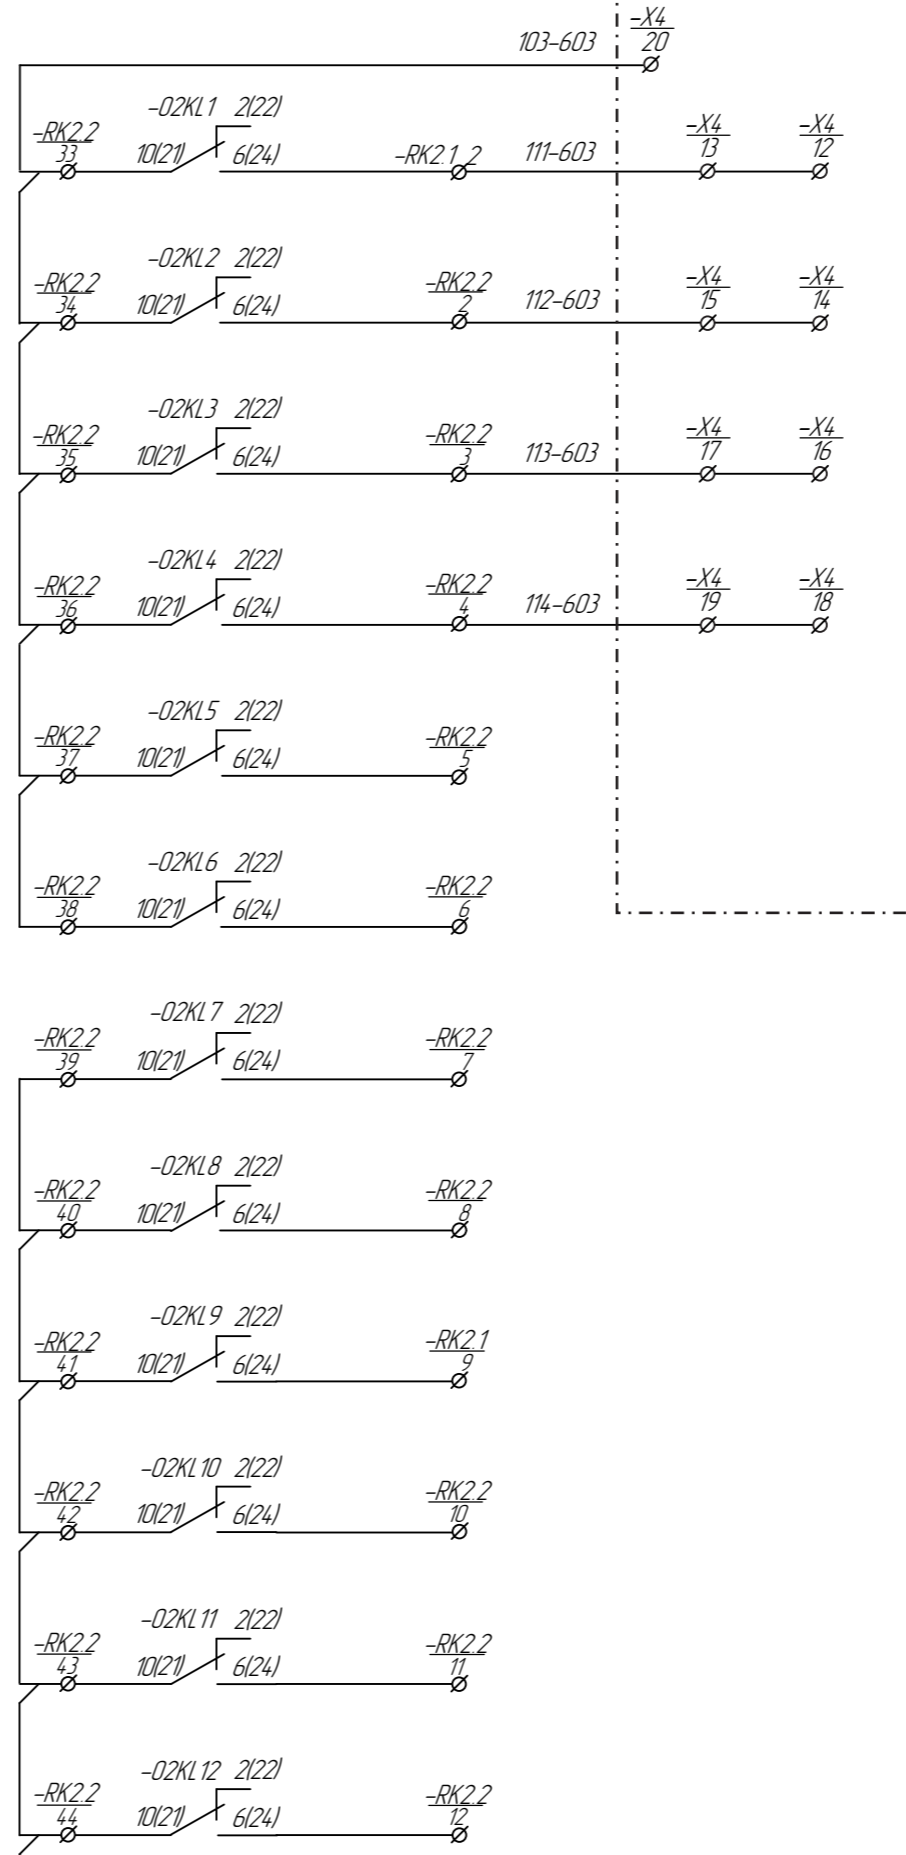 -X4
103-603
20
-02KL1 2(22)
-RK2.2
33
10(21) 6(24)
-RK2.1 2
111-603
-X4
13
-X4
12
-02KL2 2(22)
-RK2.2
34
10(21) 6(24)
-RK2.2
2
112-603
-X4
15
-X4
14
-02KL3 2(22)
-RK2.2
35
10(21) 6(24)
-RK2.2
3
113-603
-X4
17
-X4
16
-02KL4 2(22)
-RK2.2
36
10(21) 6(24)
-RK2.2
4
114-603
-X4
19
-X4
18
-02KL5 2(22)
-RK2.2
37
10(21) 6(24)
-RK2.2
5
-02KL6 2(22)
-RK2.2
38
10(21) 6(24)
-RK2.2
6
-02KL7 2(22)
-RK2.2
39
10(21) 6(24)
-RK2.2
7
-02KL8 2(22)
-RK2.2
40
10(21) 6(24)
-RK2.2
8
-02KL9 2(22)
-RK2.2
41
10(21) 6(24)
-RK2.1
9
-02KL10 2(22)
-RK2.2
42
10(21) 6(24)
-RK2.2
10
-02KL11 2(22)
-RK2.2
43
10(21) 6(24)
-RK2.2
11
-02KL12 2(22)
-RK2.2
44
10(21) 6(24)
-RK2.2
12